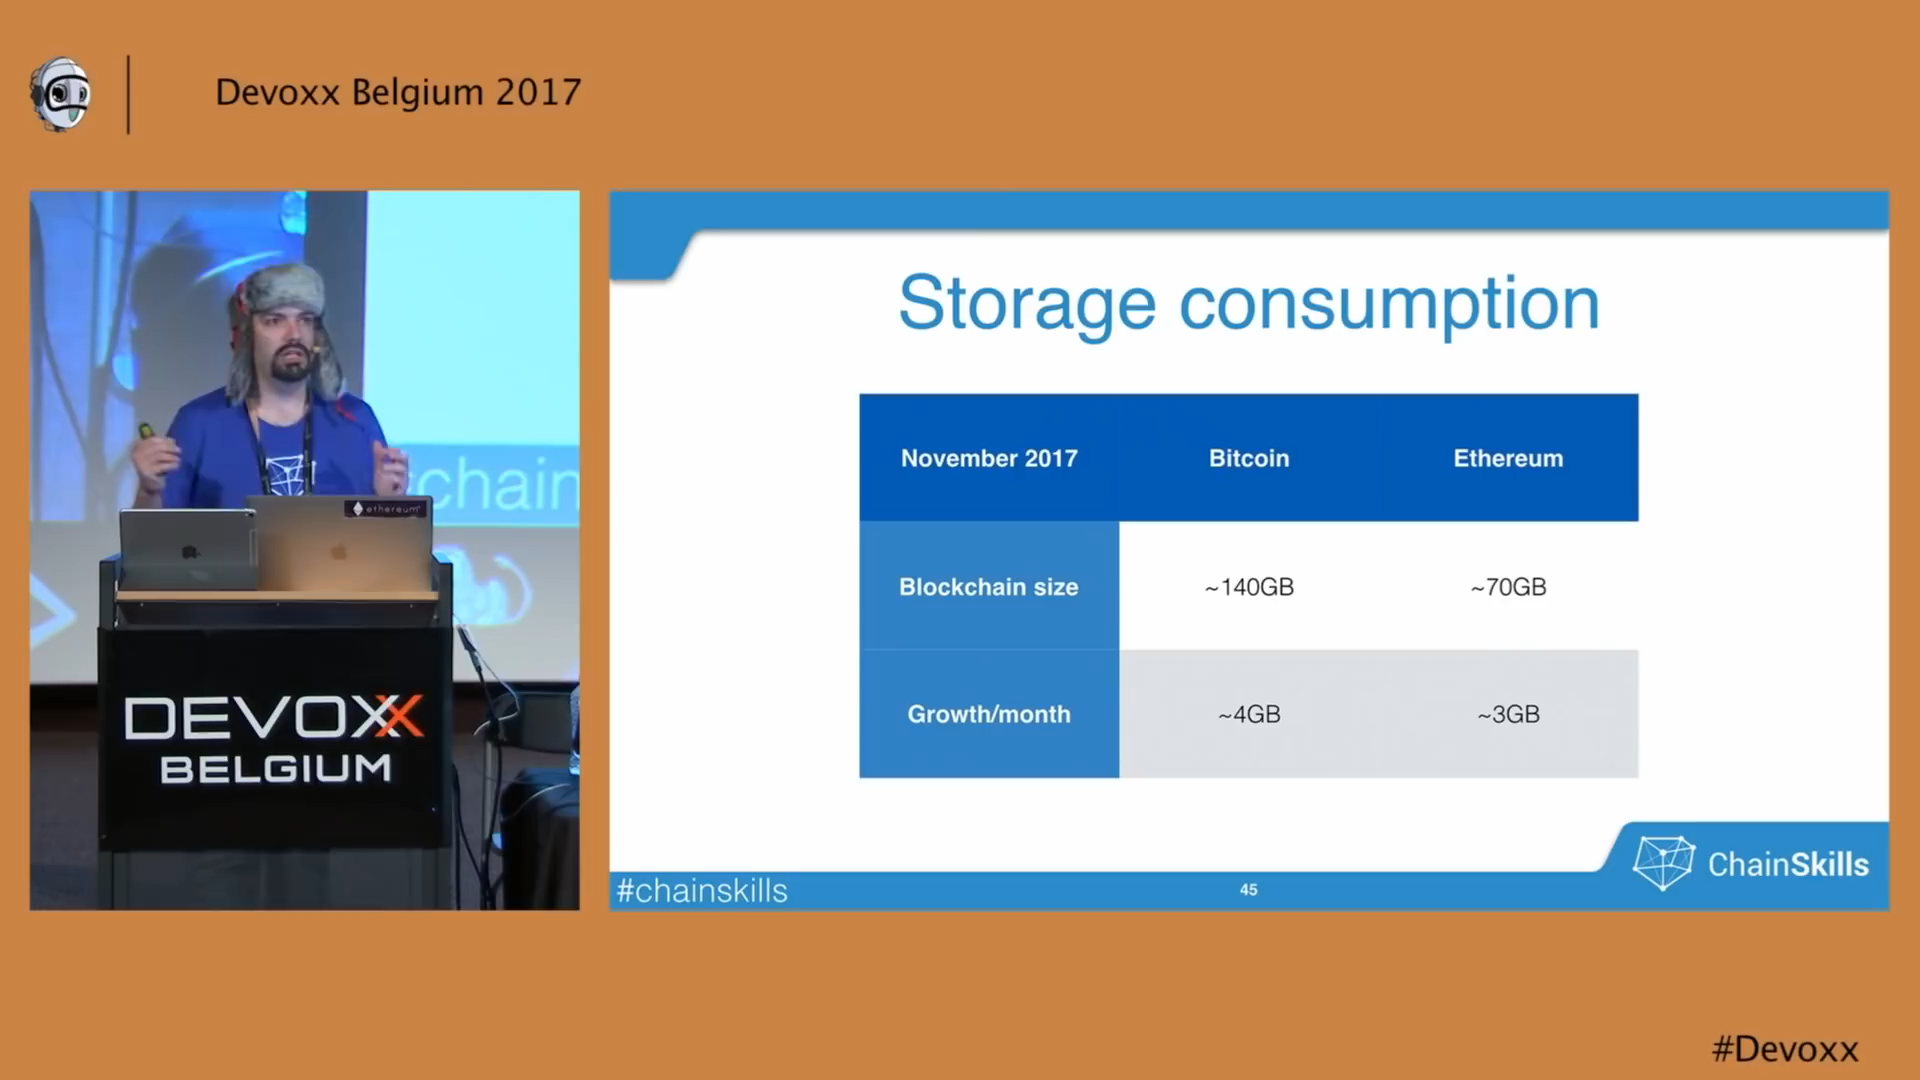 Devoxx Belgium 2017
chain
ethereum
DEVOXX
BELGIUM
Storage consumption
November 2017 Bitcoin Ethereum
Blockchain size ~140GB ~70GB
Growth/month ~4GB ~3GB
#chainskills
45
ChainSkills
#Devoxx